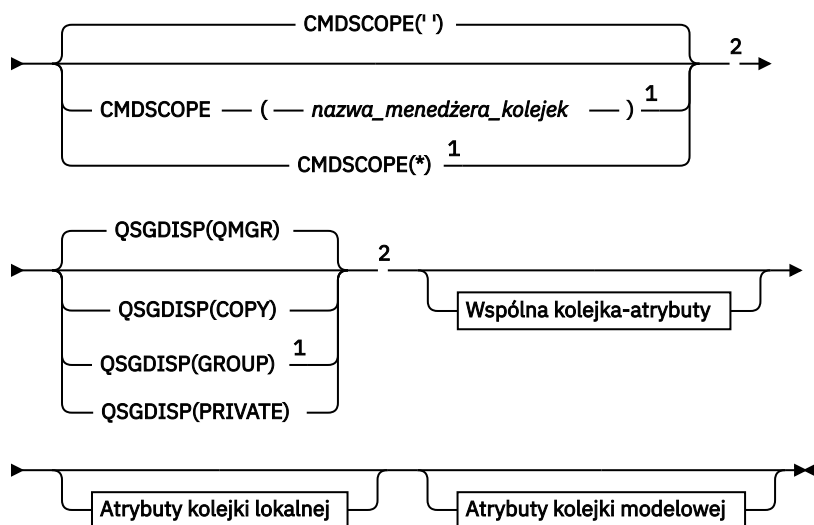 CMDSCOPE(' ')
2
CMDSCOPE ( nazwa_menedżera_kolejek ) 1
CMDSCOPE(*) 1
QSGDISP(QMGR)
2
QSGDISP(COPY)
Wspólna kolejka-atrybuty
QSGDISP(GROUP) 1
QSGDISP(PRIVATE)
Atrybuty kolejki lokalnej
Atrybuty kolejki modelowej